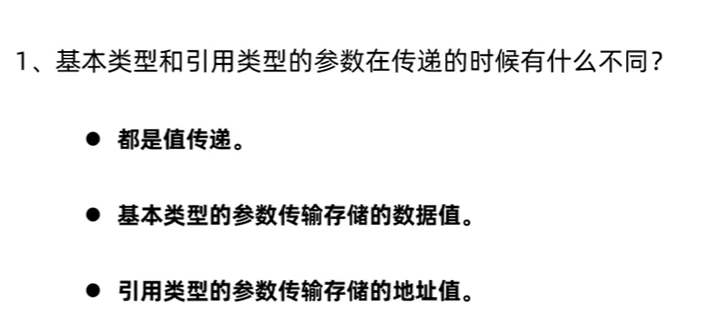 1、基本类型和引用类型的参数在传递的时候有什么不同？
● 都是值传递。
● 基本类型的参数传输存储的数据值。
● 引用类型的参数传输存储的地址值。